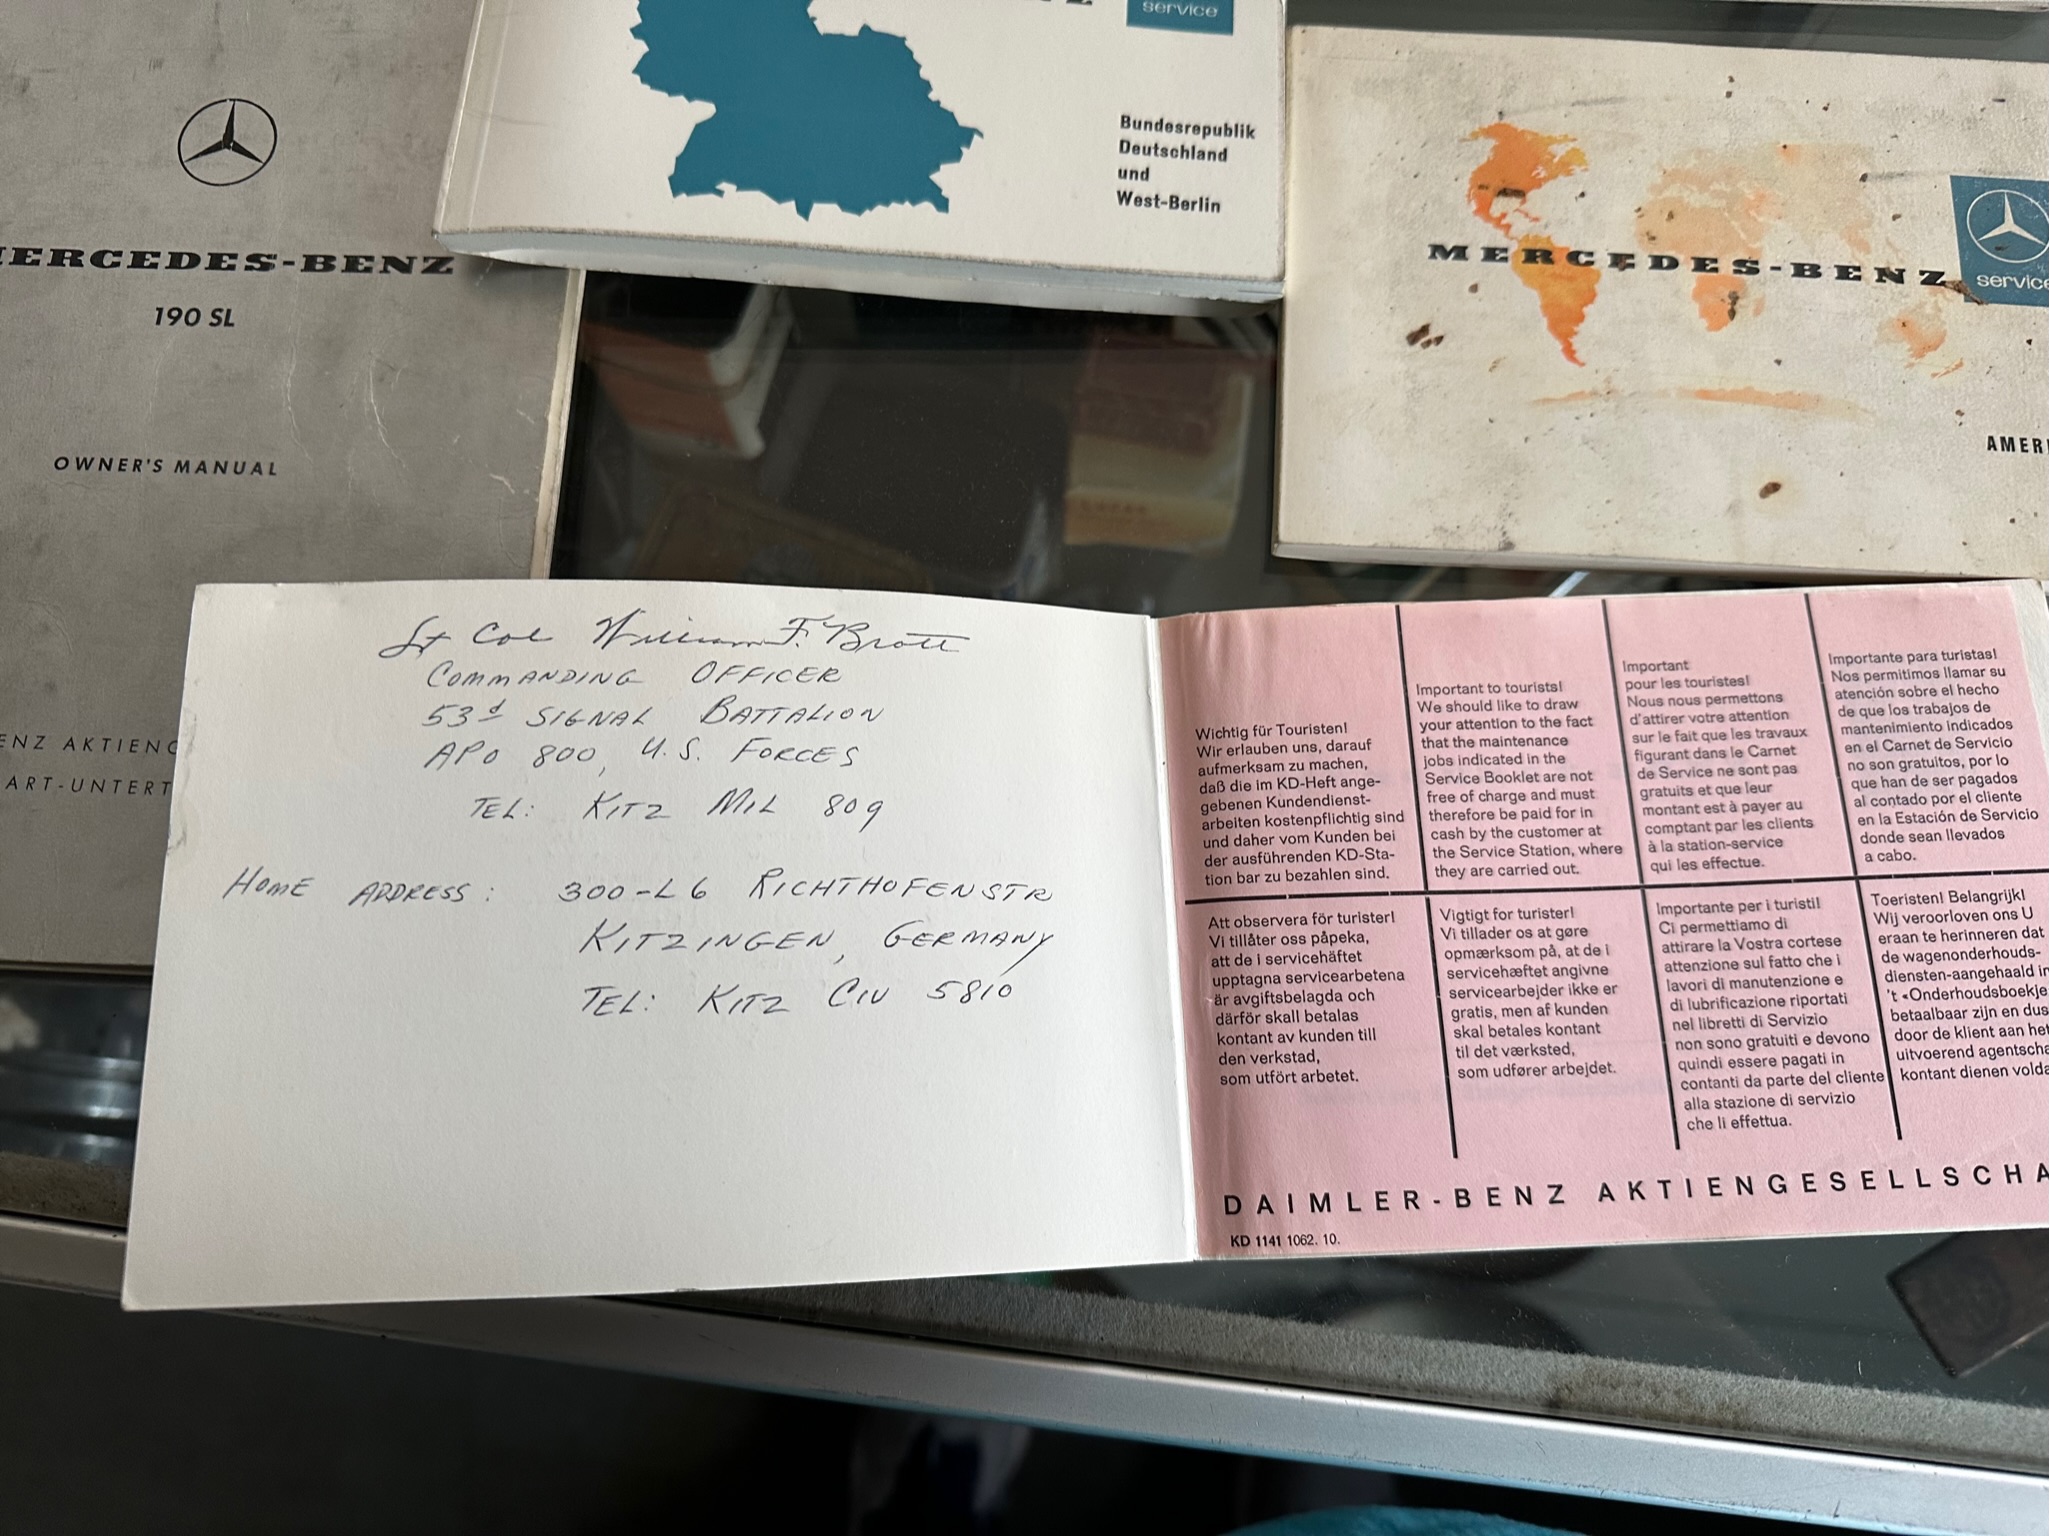 MERCEDES-BENZ
190 SL
OWNER'S MANUAL
ENZ AKTIENG
ART-UNTERT
service
Bundesrepublik
Deutschland
und
West-Berlin
MERCEDES-BENZ
service
AMERI
Lt Col William F. Brott
COMMANDING OFFICER
53d SIGNAL BATTALION
APO 800, U.S. FORCES
TEL: KITZ MIL 809
HOME ADDRESS: 300-L6 RICHTHOFENSTR
KITZINGEN, GERMANY
TEL: KITZ CIV 5810
Wichtig für Touristen!
Wir erlauben uns, darauf
aufmerksam zu machen,
daß die im KD-Heft ange-
gebenen Kundendienst-
arbeiten kostenpflichtig sind
und daher vom Kunden bei
der ausführenden KD-Sta-
tion bar zu bezahlen sind.
Important to tourists!
We should like to draw
your attention to the fact
that the maintenance
jobs indicated in the
Service Booklet are not
free of charge and must
therefore be paid for in
cash by the customer at
the Service Station, where
they are carried out.
Important
pour les touristes!
Nous nous permettons
d'attirer votre attention
sur le fait que les travaux
figurant dans le Carnet
de Service ne sont pas
gratuits et que leur
montant est à payer au
comptant par les clients
à la station-service
qui les effectue.
Importante para turistas!
Nos permitimos llamar su
atención sobre el hecho
de que los trabajos de
mantenimiento indicados
en el Carnet de Servicio
no son gratuitos, por lo
que han de ser pagados
al contado por el cliente
en la Estación de Servicio
donde sean llevados
a cabo.
Att observera för turister!
Vi tillåter oss påpeka,
att de i servicehäftet
upptagna servicearbetena
är avgiftsbelagda och
därför skall betalas
kontant av kunden till
den verkstad,
som utfört arbetet.
Vigtigt for turister!
Vi tillader os at gøre
opmærksom på, at de i
servicehæftet angivne
servicearbejder ikke er
gratis, men af kunden
skal betales kontant
til det værksted,
som udfører arbejdet.
Importante per i turisti!
Ci permettiamo di
attirare la Vostra cortese
attenzione sul fatto che i
lavori di manutenzione e
di lubrificazione riportati
nel libretti di Servizio
non sono gratuiti e devono
quindi essere pagati in
contanti da parte del cliente
alla stazione di servizio
che li effettua.
Toeristen! Belangrijk!
Wij veroorloven ons U
eraan te herinneren dat
de wagenonderhouds-
diensten-aangehaald in
't «Onderhoudsboekje
betaalbaar zijn en dus
door de klient aan het
uitvoerend agentscha
kontant dienen volda
DAIMLER-BENZ AKTIENGESELLSCHA
KD 1141 1062. 10.